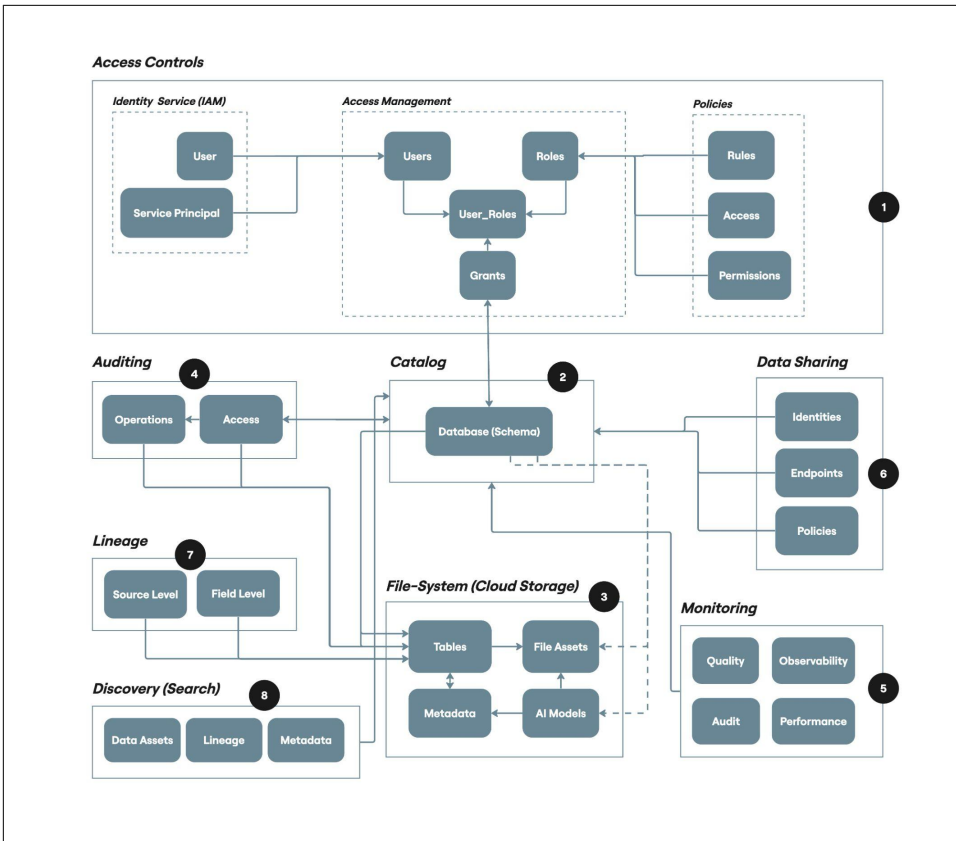 Access Controls
Identity Service (IAM)
Access Management
Policies
User
Users
Roles
Rules
Service Principal
User_Roles
Access
1
Grants
Permissions
Auditing
4
Operations
Access
Catalog
2
Database (Schema)
Data Sharing
Identities
Endpoints
6
Policies
Lineage
7
Source Level
Field Level
File-System (Cloud Storage)
3
Tables
File Assets
Metadata
AI Models
Monitoring
Quality
Observability
5
Audit
Performance
Discovery (Search)
8
Data Assets
Lineage
Metadata